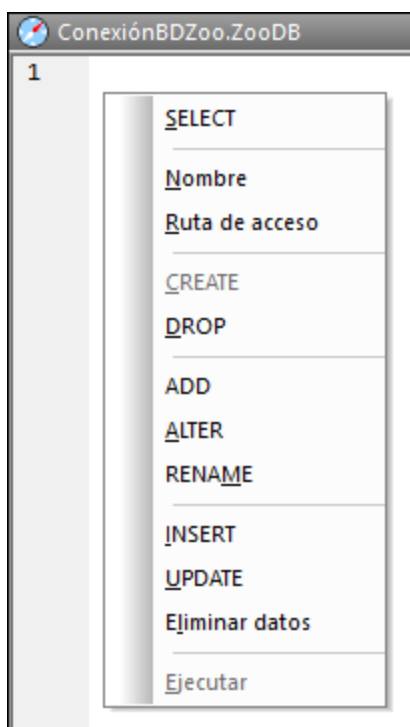 ConexiónBDZoo.ZooDB
1
SELECT
Nombre
Ruta de acceso
CREATE
DROP
ADD
ALTER
RENAME
INSERT
UPDATE
Eliminar datos
Ejecutar